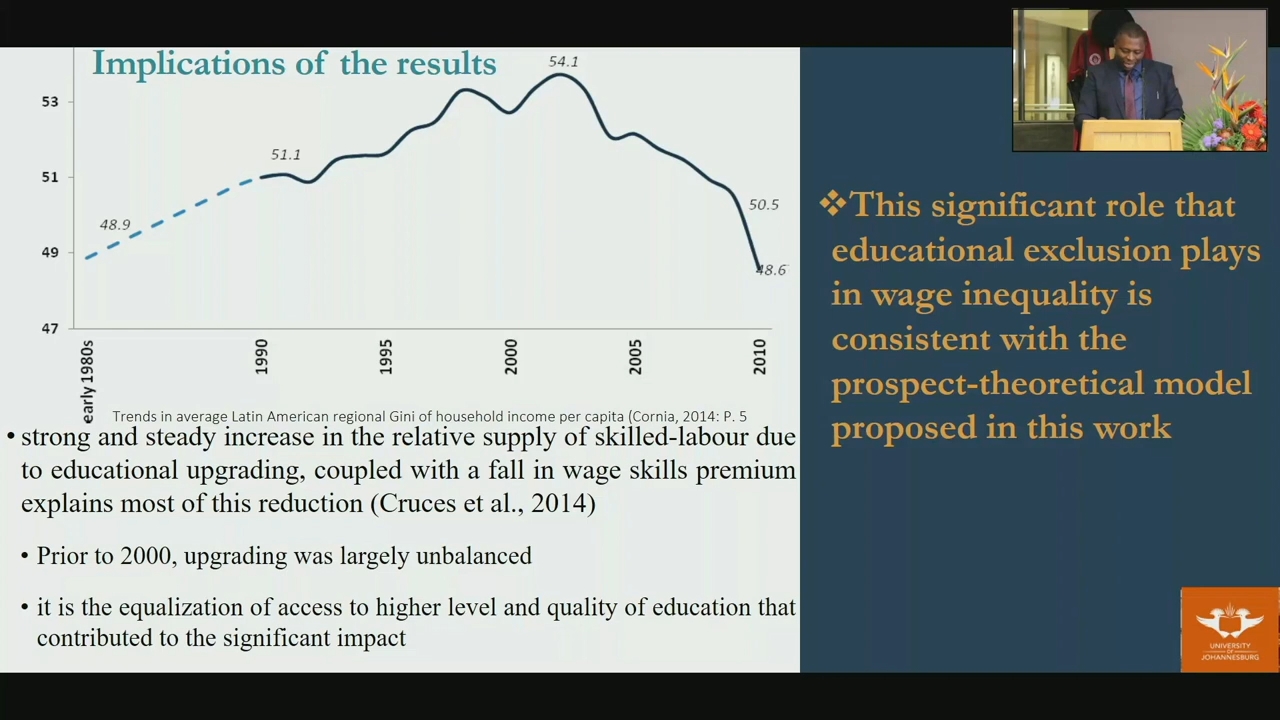 Implications of the results
54.1
53
51.1
51
50.5
48.9
49
48.6
47
early 1980s
1990
1995
2000
2005
2010
Trends in average Latin American regional Gini of household income per capita (Cornia, 2014: P. 5
• strong and steady increase in the relative supply of skilled-labour due
to educational upgrading, coupled with a fall in wage skills premium
explains most of this reduction (Cruces et al., 2014)
• Prior to 2000, upgrading was largely unbalanced
• it is the equalization of access to higher level and quality of education that
contributed to the significant impact
❖This significant role that
educational exclusion plays
in wage inequality is
consistent with the
prospect-theoretical model
proposed in this work
UNIVERSITY
OF
JOHANNESBURG